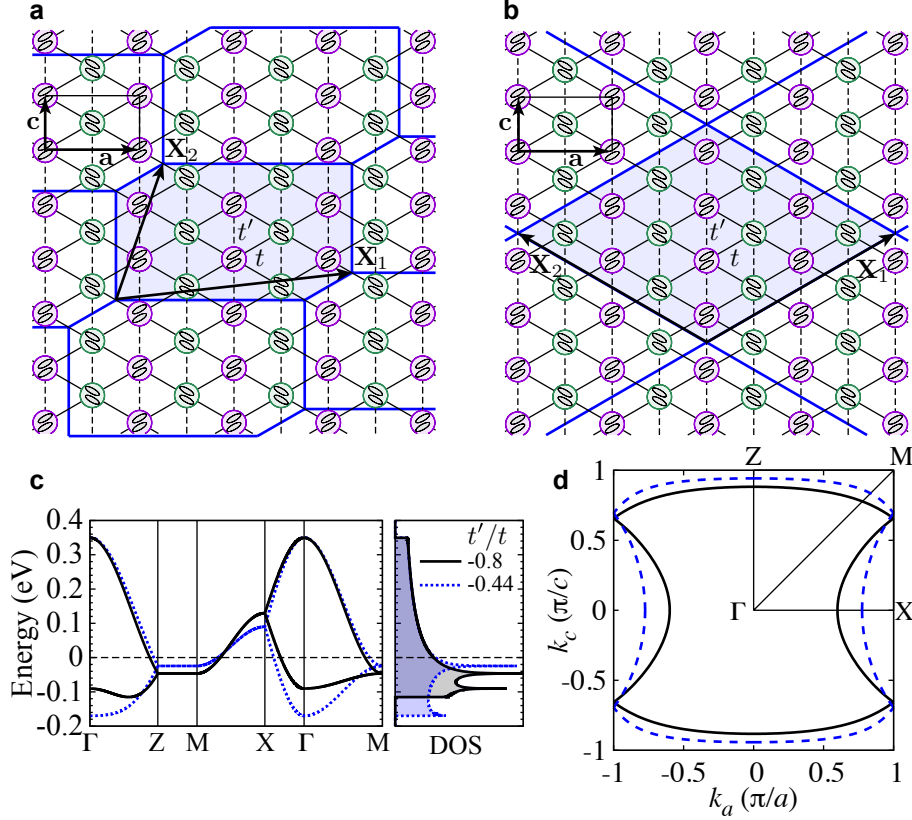 a
b
c
a
X₂
t′
t
X₁
c
a
t′
t
X₂
X₁
c
Energy (eV)
0.4
0.3
0.2
0.1
0
-0.1
-0.2
Γ Z M X Γ M
t′/t
-0.8
-0.44
DOS
d
Z M
Γ X
k_c (π/c)
1
0.5
0
-0.5
-1
-1 -0.5 0 0.5 1
k_a (π/a)